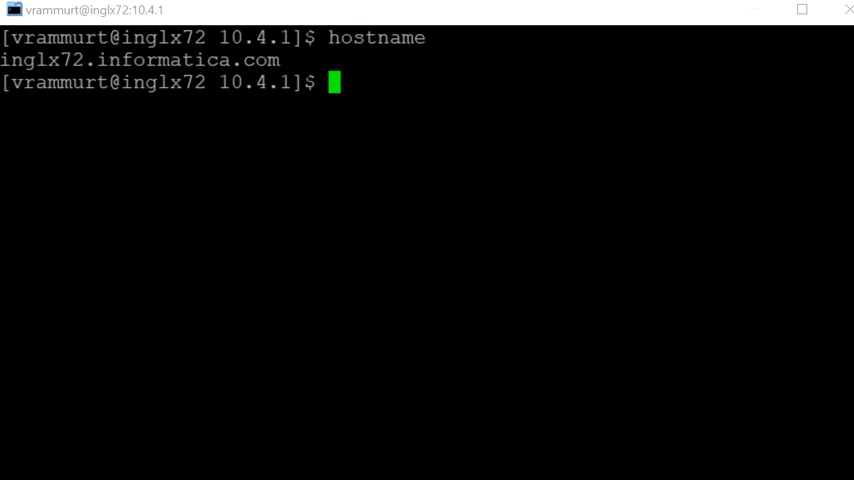 vrammurt@inglx72:10.4.1
[vrammurt@inglx72 10.4.1]$ hostname
inglx72.informatica.com
[vrammurt@inglx72 10.4.1]$